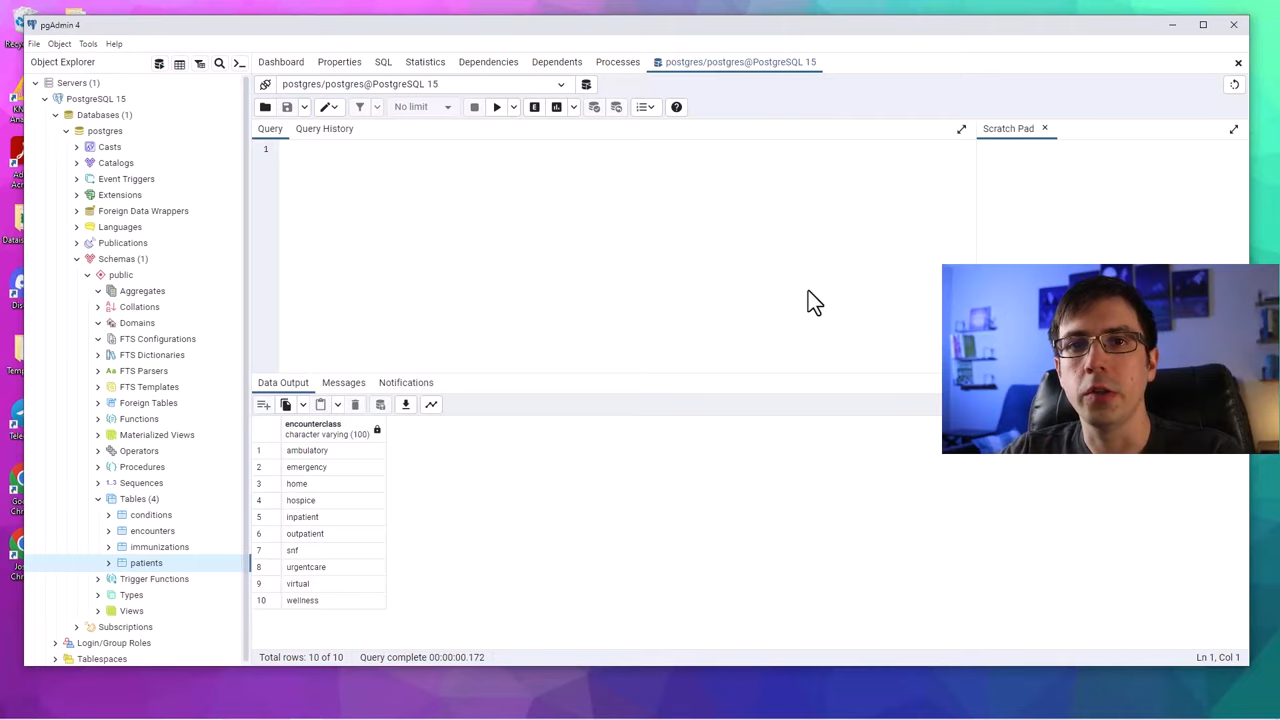 pgAdmin 4
File Object Tools Help
Object Explorer
Dashboard Properties SQL Statistics Dependencies Dependents Processes postgres/postgres@PostgreSQL 15
Servers (1)
PostgreSQL 15
Databases (1)
postgres
Casts
Catalogs
Event Triggers
Extensions
Foreign Data Wrappers
Languages
Publications
Schemas (1)
public
Aggregates
Collations
Domains
FTS Configurations
FTS Dictionaries
FTS Parsers
FTS Templates
Foreign Tables
Functions
Materialized Views
Operators
Procedures
Sequences
Tables (4)
conditions
encounters
immunizations
patients
Trigger Functions
Types
Views
Subscriptions
Login/Group Roles
Tablespaces
postgres/postgres@PostgreSQL 15
No limit
Query Query History
Scratch Pad
1
Data Output Messages Notifications
encounterclass
character varying (100)
1 ambulatory
2 emergency
3 home
4 hospice
5 inpatient
6 outpatient
7 snf
8 urgentcare
9 virtual
10 wellness
Total rows: 10 of 10 Query complete 00:00:00.172 Ln 1, Col 1